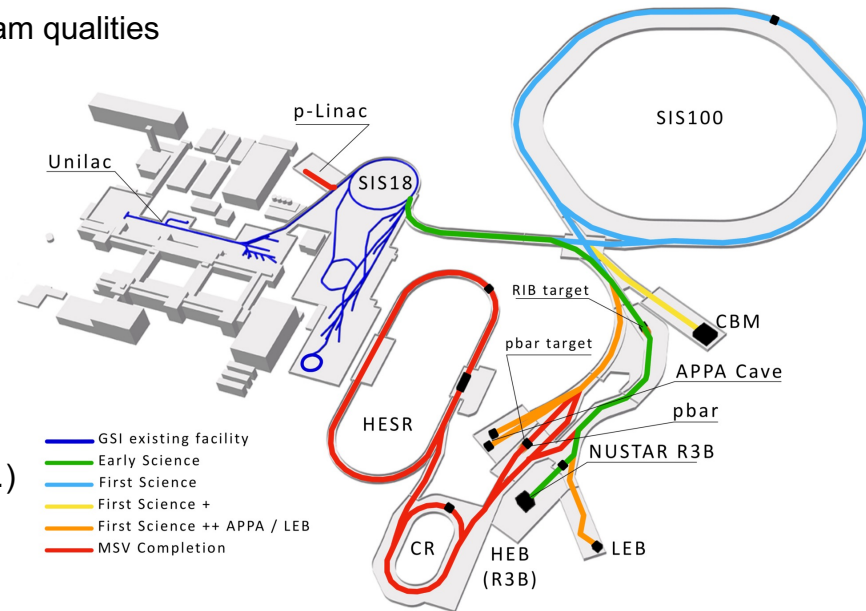 am qualities
p-Linac
Unilac
SIS18
SIS100
RIB target
CBM
pbar target
APPA Cave
pbar
HESR
NUSTAR R3B
GSI existing facility
Early Science
First Science
.)
First Science +
First Science ++ APPA / LEB
MSV Completion
CR
HEB
(R3B)
LEB